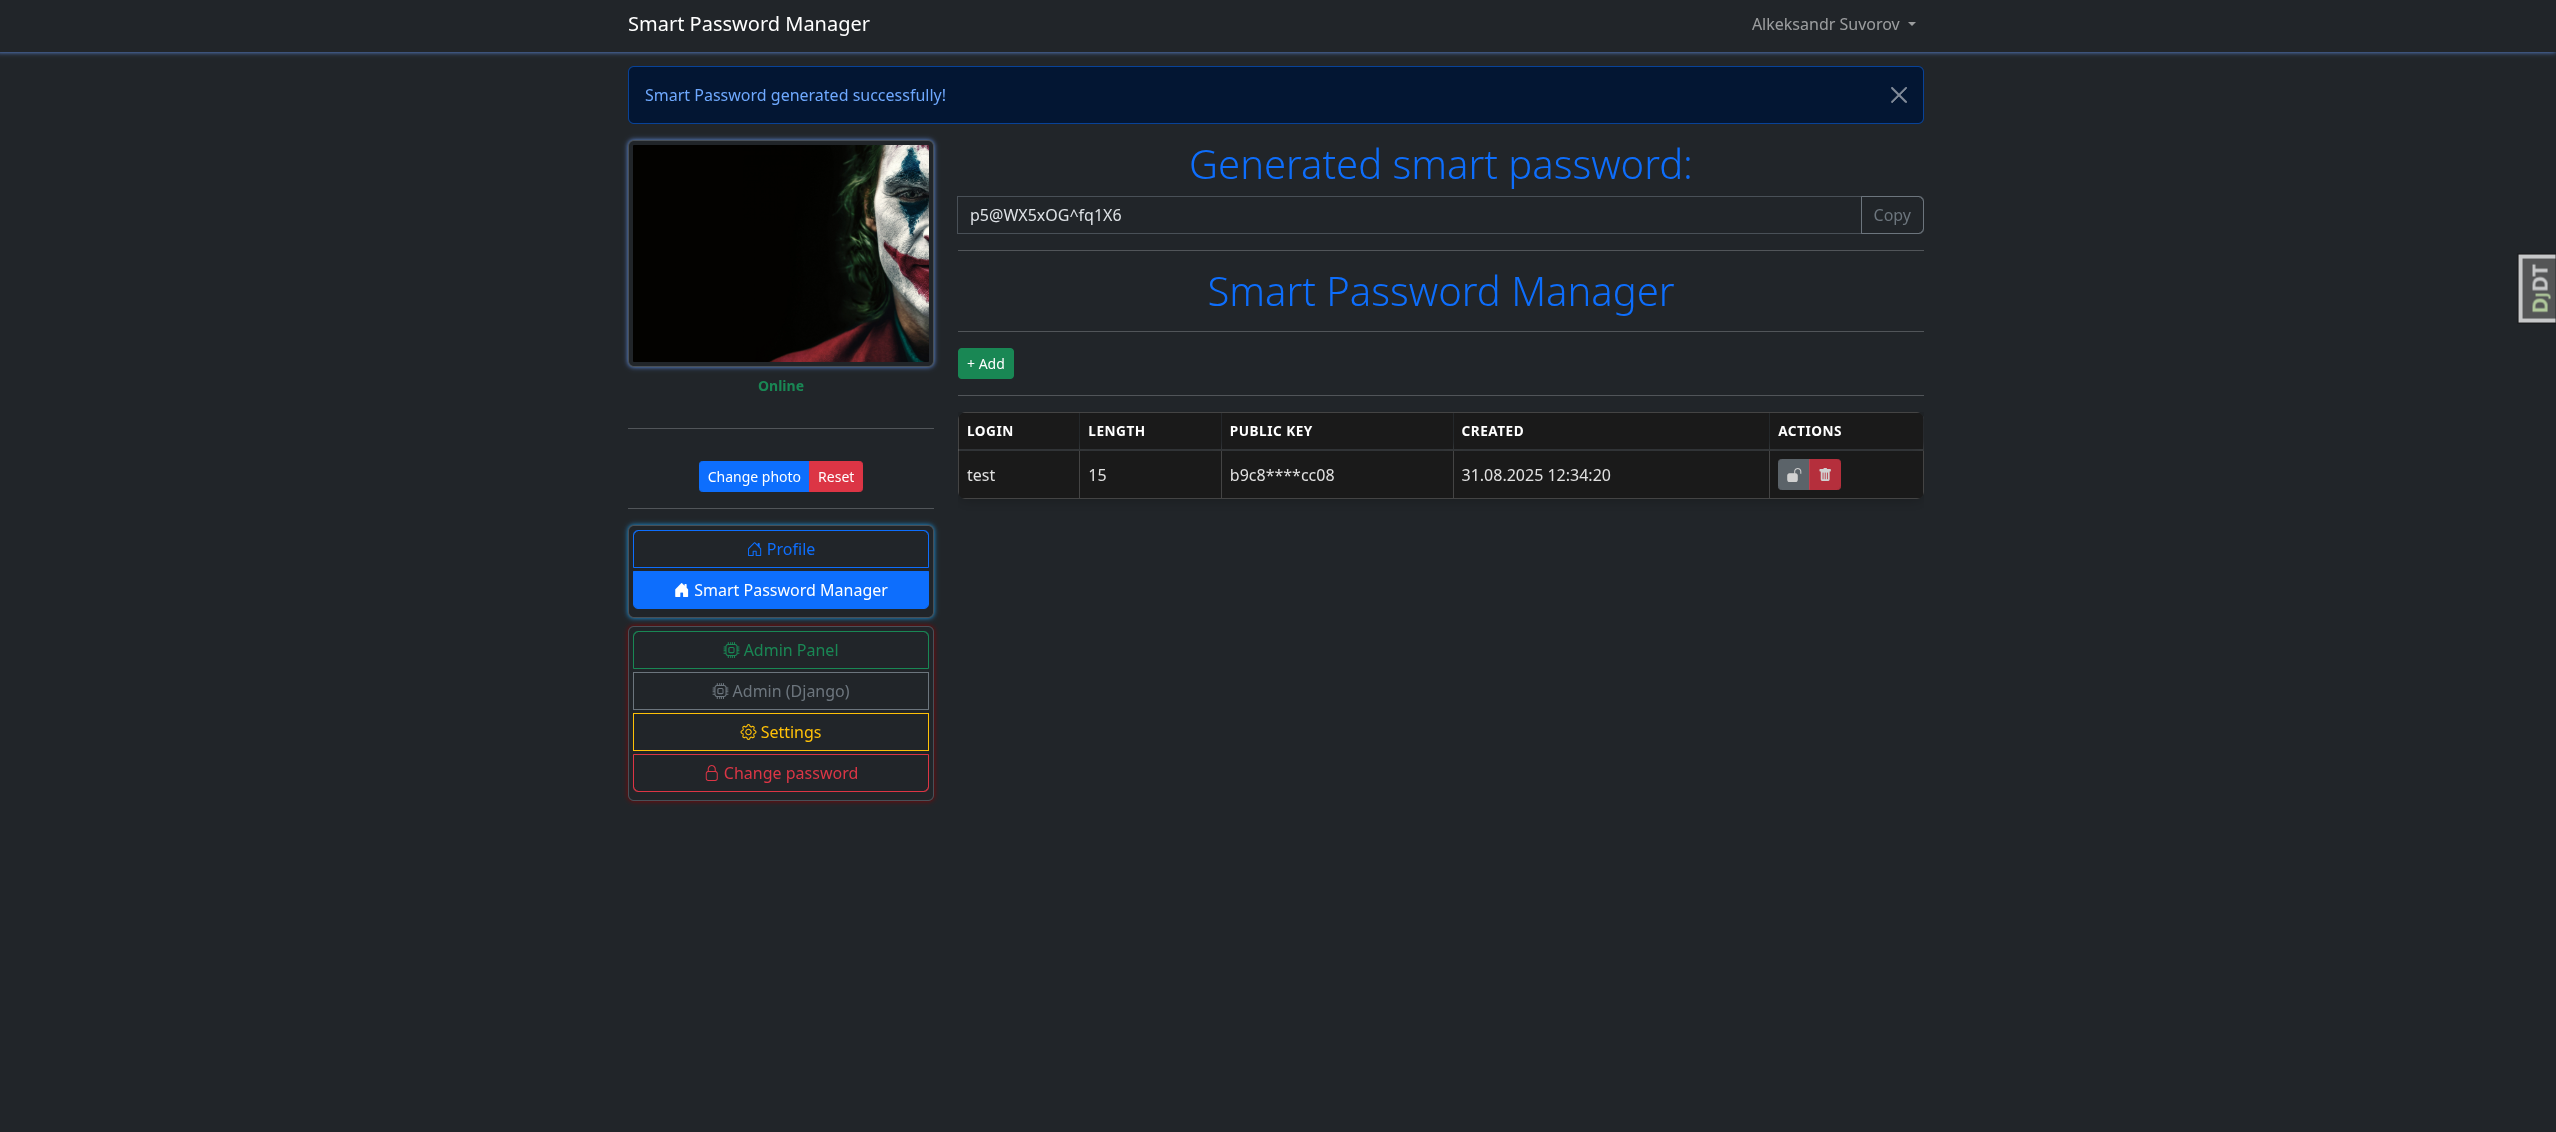 Smart Password Manager
Alkeksandr Suvorov
Smart Password generated successfully!
Online
Change photo Reset
Profile
Smart Password Manager
Admin Panel
Admin (Django)
Settings
Change password
Generated smart password:
p5@WX5xOG^fq1X6 Copy
Smart Password Manager
+ Add
LOGIN LENGTH PUBLIC KEY CREATED ACTIONS
test 15 b9c8****cc08 31.08.2025 12:34:20
DjDT